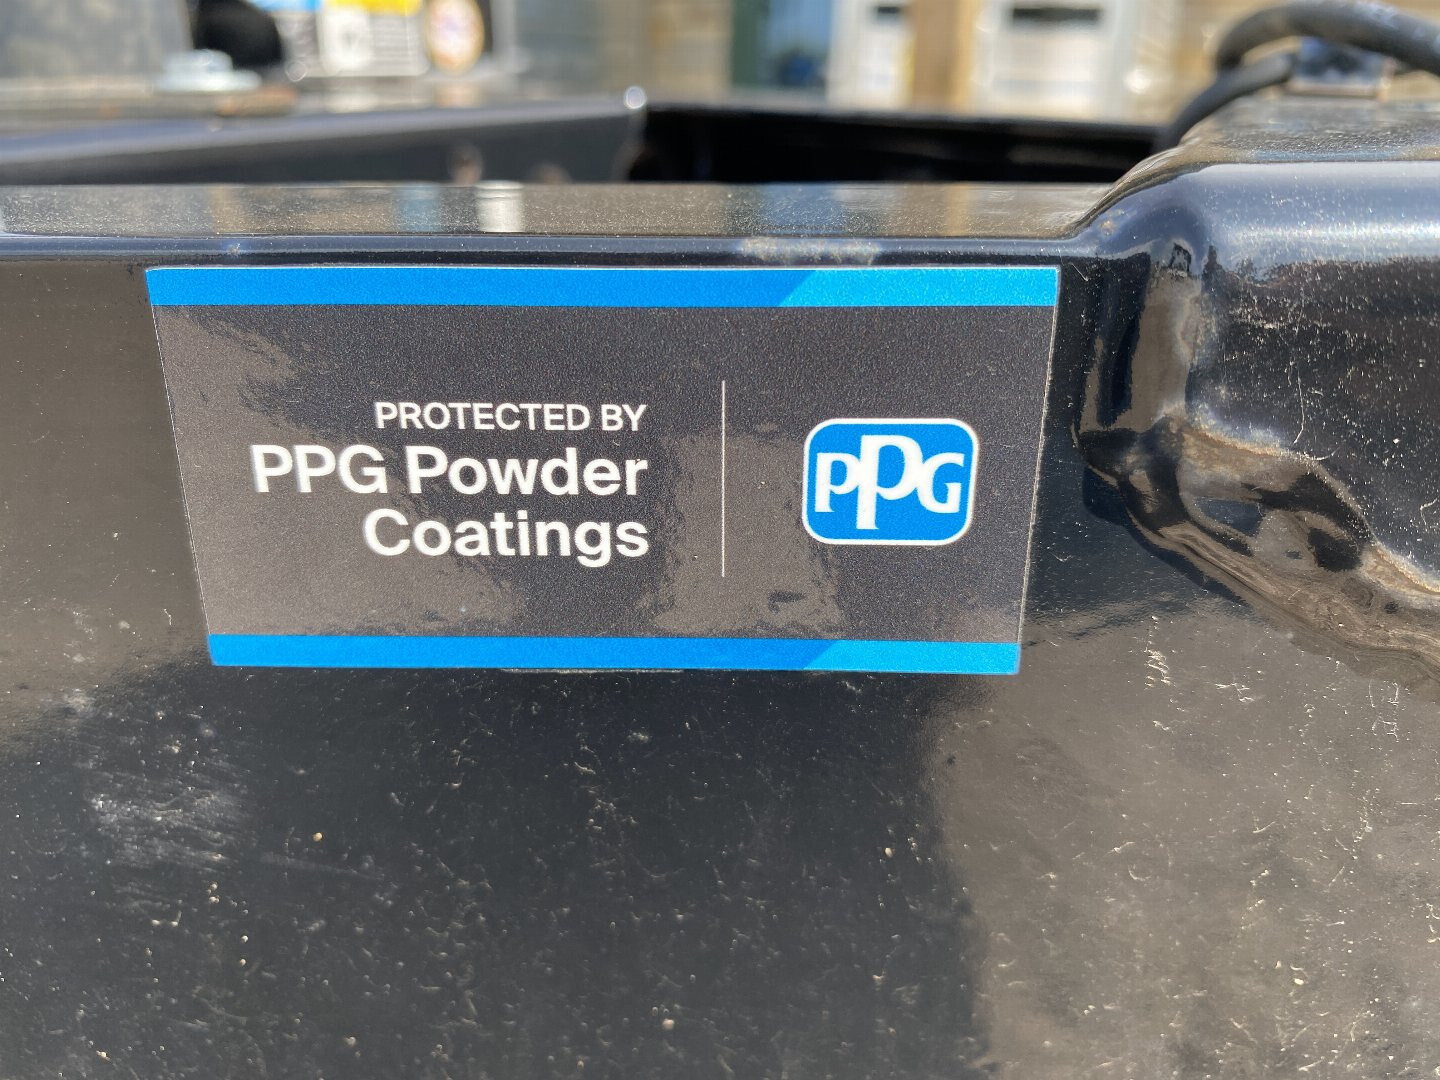 PROTECTED BY
PPG Powder
Coatings
PPG